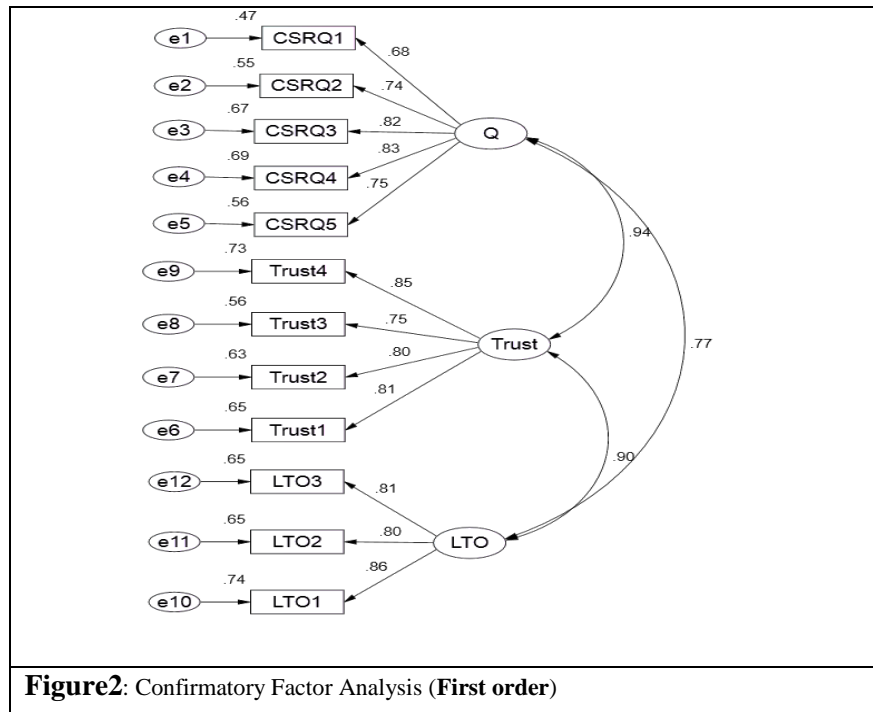 .47
e1 CSRQ1
.68
.55
e2 CSRQ2
.74
.67
e3 CSRQ3
.82
Q
.69
e4 CSRQ4
.83
.56
e5 CSRQ5
.75
.94
.73
e9 Trust4
.85
.56
e8 Trust3
.75
Trust
.77
.63
e7 Trust2
.80
.65
e6 Trust1
.81
.90
.65
e12 LTO3
.81
.65
e11 LTO2
.80
LTO
.74
e10 LTO1
.86
Figure2: Confirmatory Factor Analysis (First order)